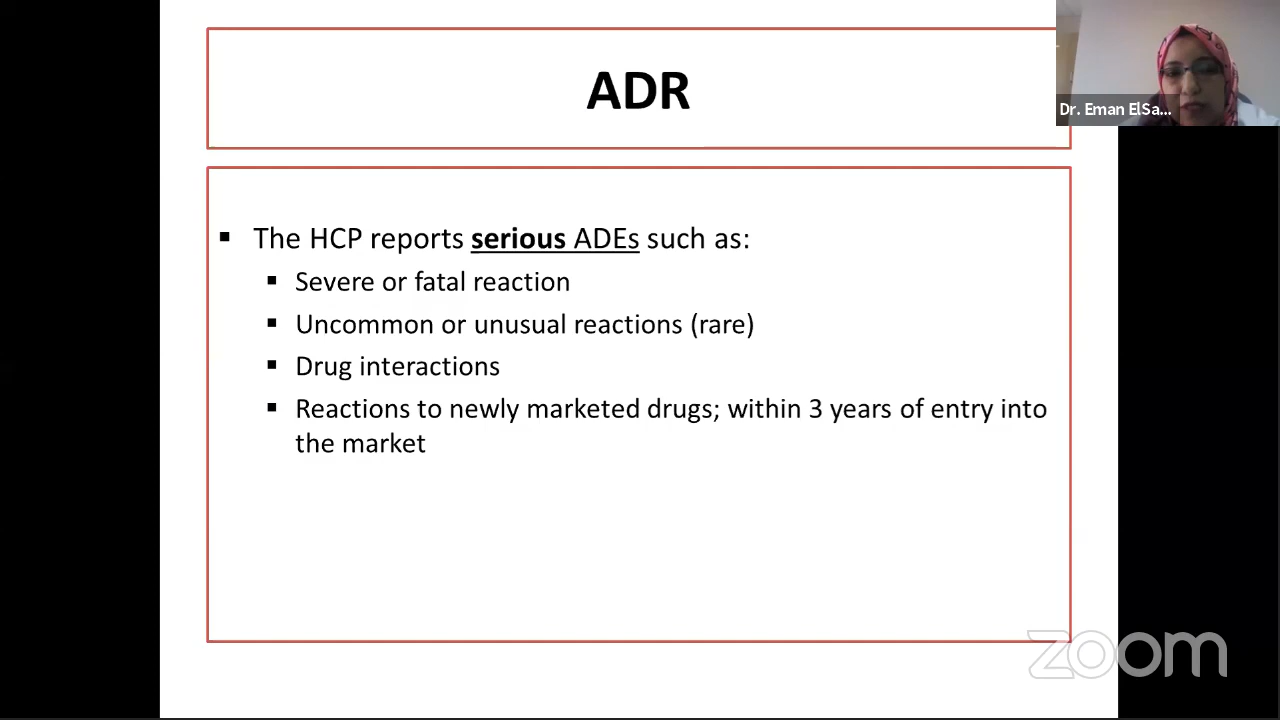 ADR
Dr. Eman ElSa...
▪ The HCP reports serious ADEs such as:
▪ Severe or fatal reaction
▪ Uncommon or unusual reactions (rare)
▪ Drug interactions
▪ Reactions to newly marketed drugs; within 3 years of entry into
the market
zoom